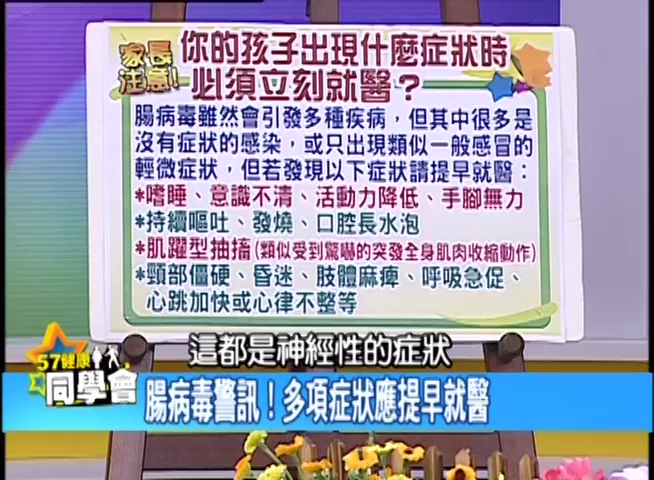 家長
注意!
你的孩子出現什麼症狀時
必須立刻就醫?
腸病毒雖然會引發多種疾病,但其中很多是
沒有症狀的感染,或只出現類似一般感冒的
輕微症狀,但若發現以下症狀請提早就醫:
*嗜睡、意識不清、活動力降低、手腳無力
*持續嘔吐、發燒、口腔長水泡
*肌躍型抽搐(類似受到驚嚇的突發全身肌肉收縮動作)
*頸部僵硬、昏迷、肢體麻痺、呼吸急促、
心跳加快或心律不整等
這都是神經性的症狀
57健康
同學會
腸病毒警訊!多項症狀應提早就醫